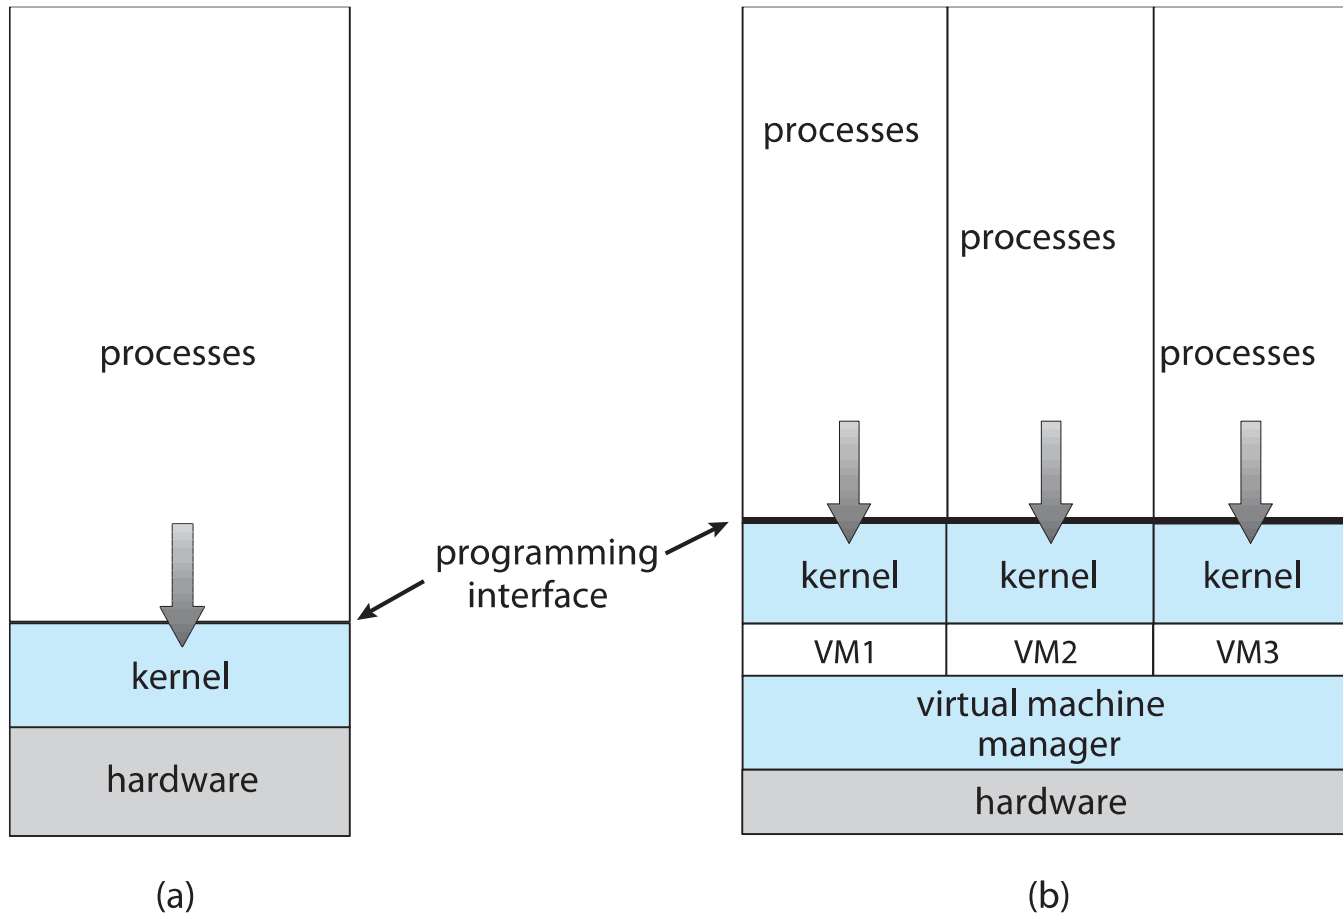 processes
kernel
hardware
(a)
programming
interface
processes
processes
processes
kernel
kernel
kernel
VM1
VM2
VM3
virtual machine
manager
hardware
(b)